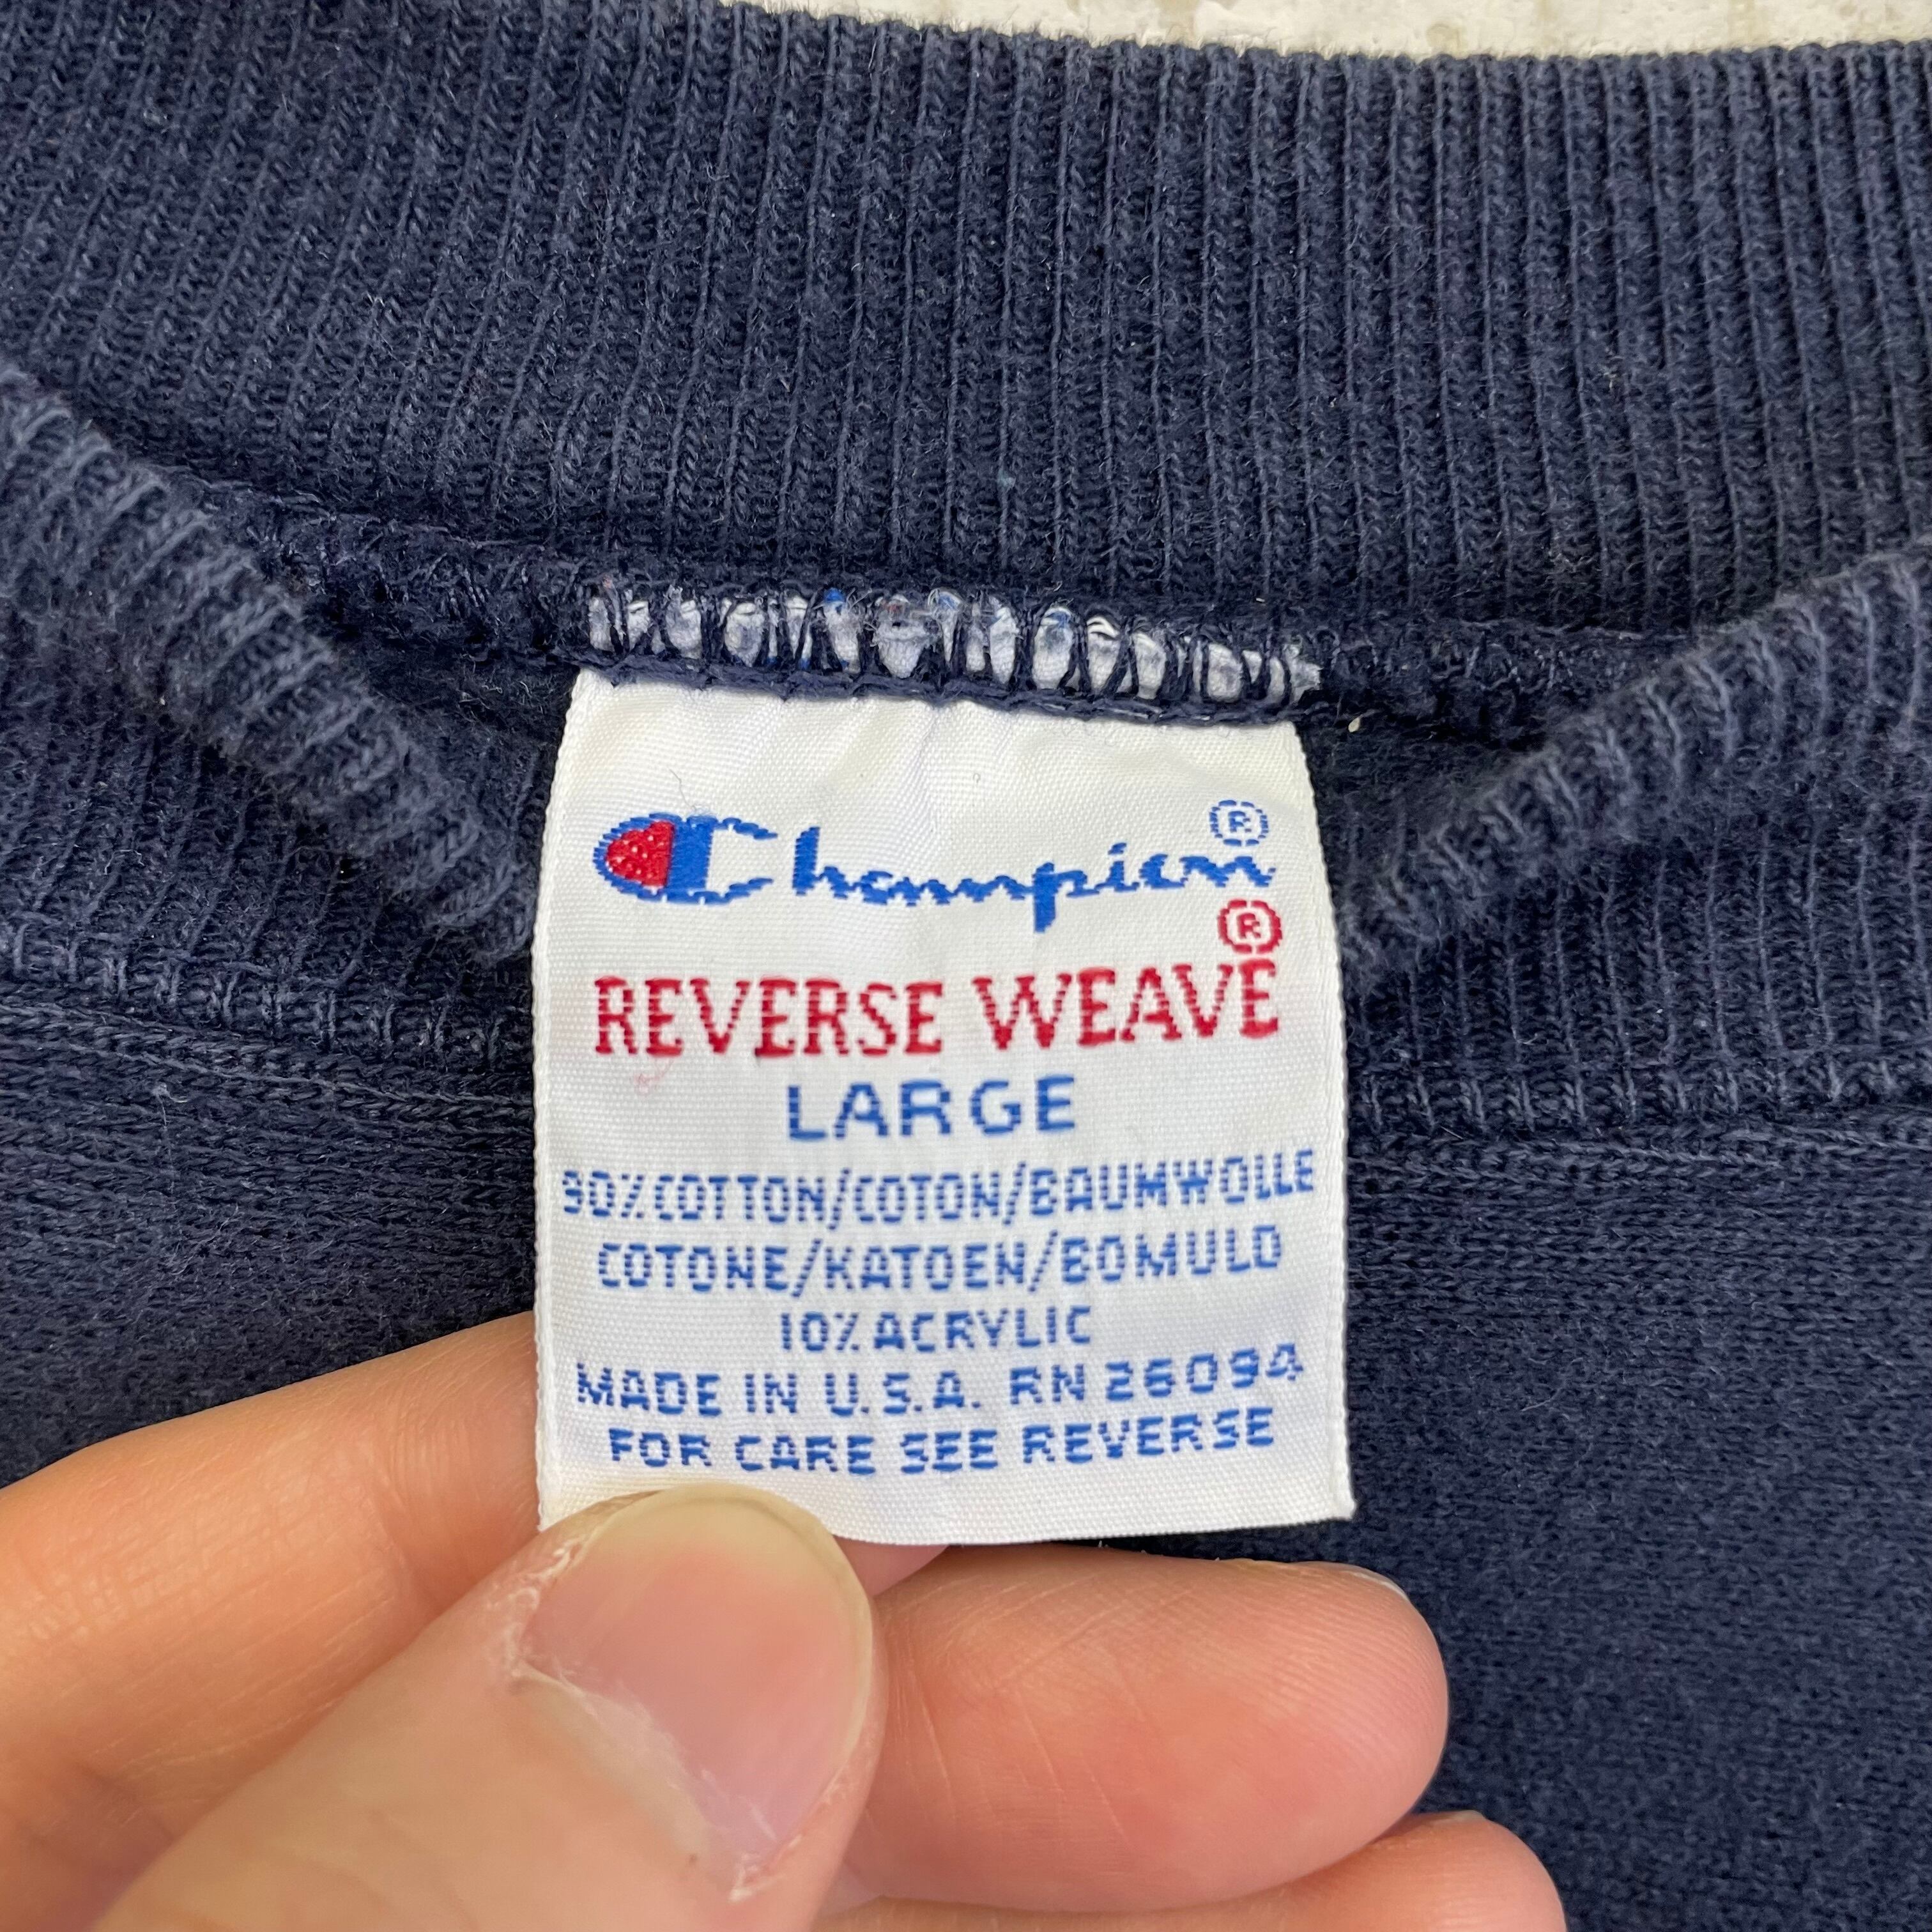 Champion®
REVERSE WEAVE®
LARGE
90%COTTON/COTON/BAUMWOLLE
COTONE/KATOEN/BOMULD
10%ACRYLIC
MADE IN U.S.A. RN 26094
FOR CARE SEE REVERSE